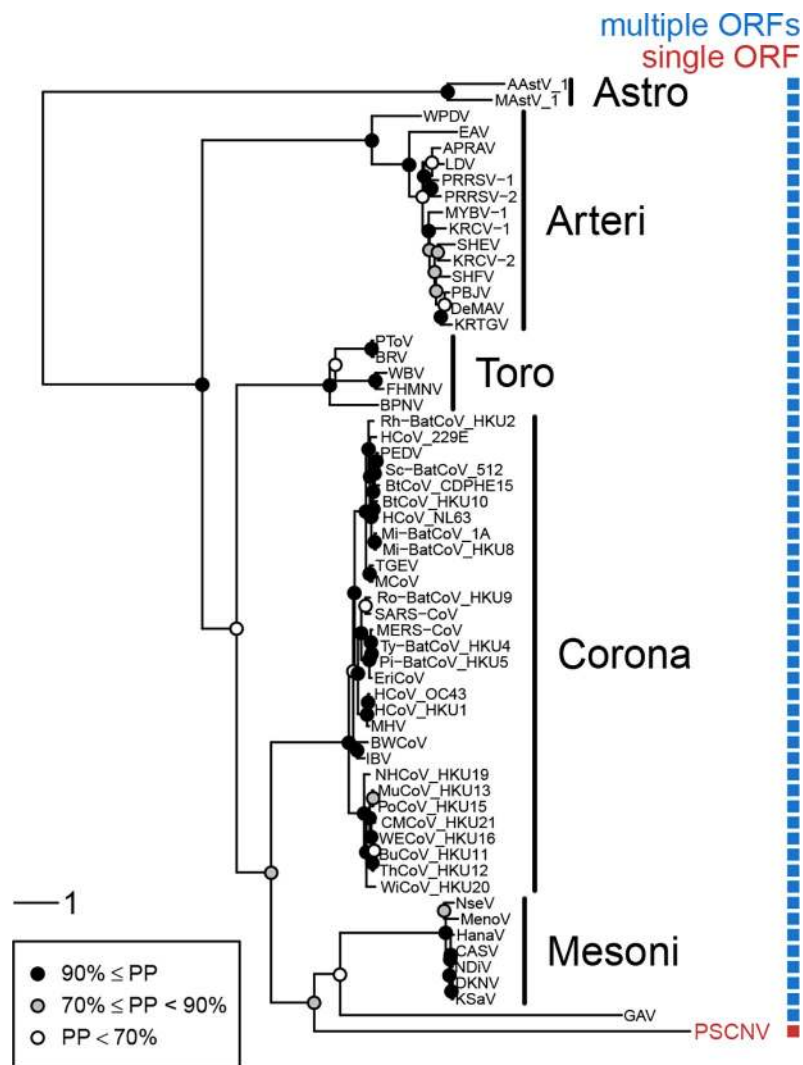 multiple ORFs
single ORF
AAstV_1
MAstV_1
Astro
WPDV
EAV
APRAV
LDV
PRRSV-1
PRRSV-2
MYBV-1
KRCV-1
SHEV
KRCV-2
SHFV
PBJV
DeMAV
KRTGV
Arteri
PToV
BRV
WBV
FHMNV
BPNV
Toro
Rh-BatCoV_HKU2
HCoV_229E
PEDV
Sc-BatCoV_512
BtCoV_CDPHE15
BtCoV_HKU10
HCoV_NL63
Mi-BatCoV_1A
Mi-BatCoV_HKU8
TGEV
MCoV
Ro-BatCoV_HKU9
SARS-CoV
MERS-CoV
Ty-BatCoV_HKU4
Pi-BatCoV_HKU5
EriCoV
HCoV_OC43
HCoV_HKU1
MHV
BWCoV
IBV
NHCoV_HKU19
MuCoV_HKU13
PoCoV_HKU15
CMCoV_HKU21
WECoV_HKU16
BuCoV_HKU11
ThCoV_HKU12
WiCoV_HKU20
Corona
NseV
MenoV
HanaV
CASV
NDiV
DKNV
KSaV
Mesoni
GAV
PSCNV
1
90% ≤ PP
70% ≤ PP < 90%
PP < 70%